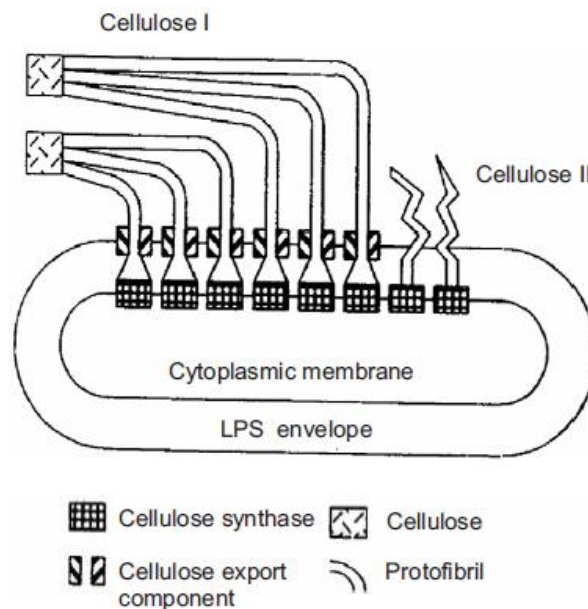 Cellulose I
Cellulose II
Cytoplasmic membrane
LPS envelope
Cellulose synthase
Cellulose
Cellulose export
component
Protofibril